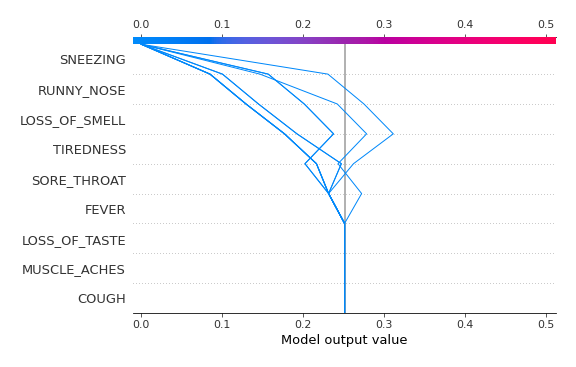 0.0 0.1 0.2 0.3 0.4 0.5
SNEEZING
RUNNY_NOSE
LOSS_OF_SMELL
TIREDNESS
SORE_THROAT
FEVER
LOSS_OF_TASTE
MUSCLE_ACHES
COUGH
0.0 0.1 0.2 0.3 0.4 0.5
Model output value